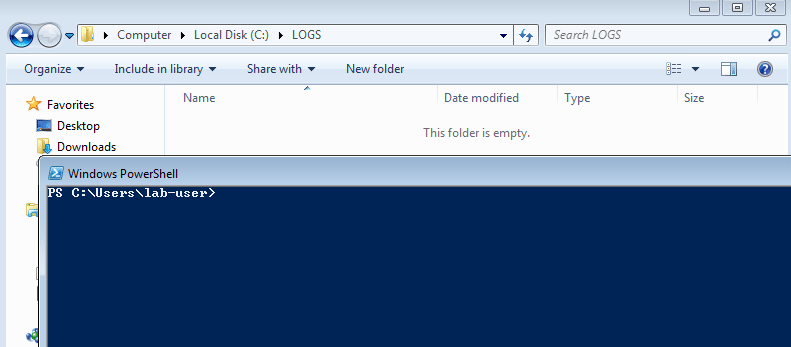 Computer ▸ Local Disk (C:) ▸ LOGS
Search LOGS
Organize Include in library Share with New folder
Favorites
Desktop
Downloads
Name Date modified Type Size
This folder is empty.
Windows PowerShell
PS C:\Users\lab-user>